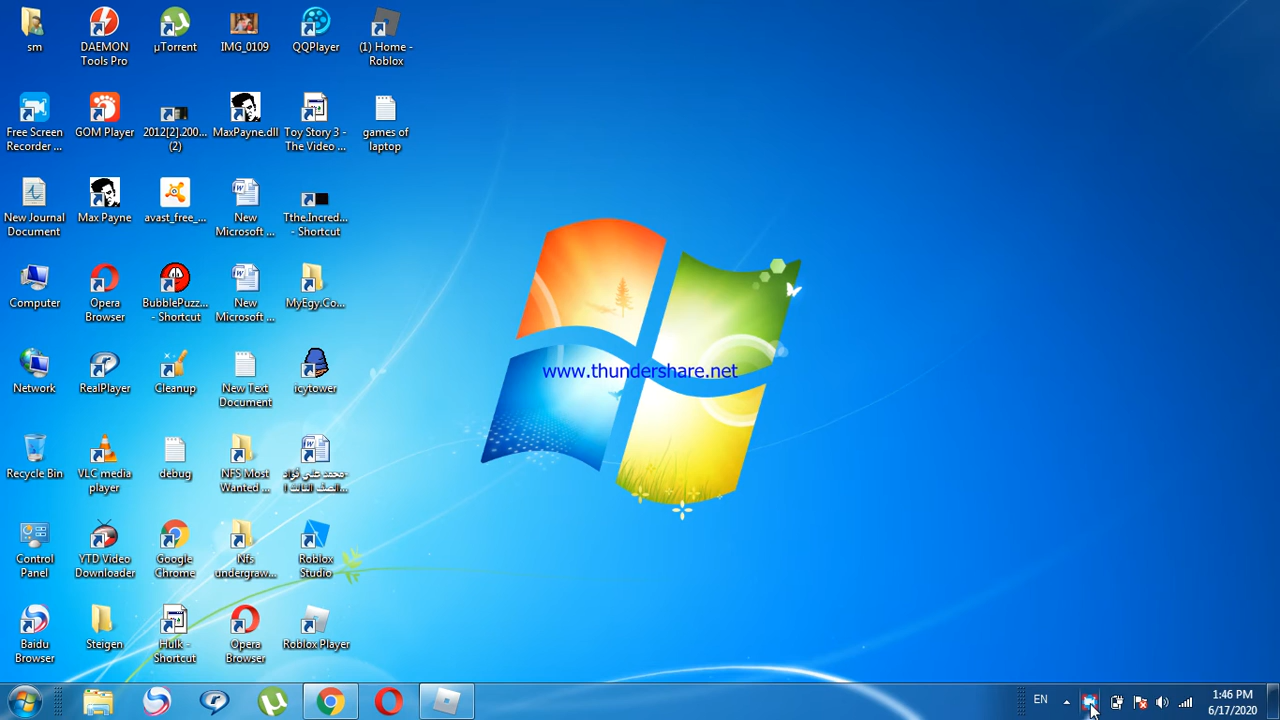 sm
DAEMON
Tools Pro
µTorrent
IMG_0109
QQPlayer
(1) Home -
Roblox
Free Screen
Recorder ...
GOM Player
2012[2].200...
(2)
MaxPayne.dll
Toy Story 3 -
The Video ...
games of
laptop
New Journal
Document
Max Payne
avast_free_...
New
Microsoft ...
Tthe.Incred...
- Shortcut
Computer
Opera
Browser
BubblePuzz...
- Shortcut
New
Microsoft ...
MyEgy.Co...
Network
RealPlayer
Cleanup
New Text
Document
icytower
www.thundershare.net
Recycle Bin
VLC media
player
debug
NFS Most
Wanted ...
محمد علي فؤاد-
الصف الثالث ا...
Control
Panel
YTD Video
Downloader
Google
Chrome
Nfs
undergraw...
Roblox
Studio
Baidu
Browser
Steigen
Hulk -
Shortcut
Opera
Browser
Roblox Player
EN
1:46 PM
6/17/2020